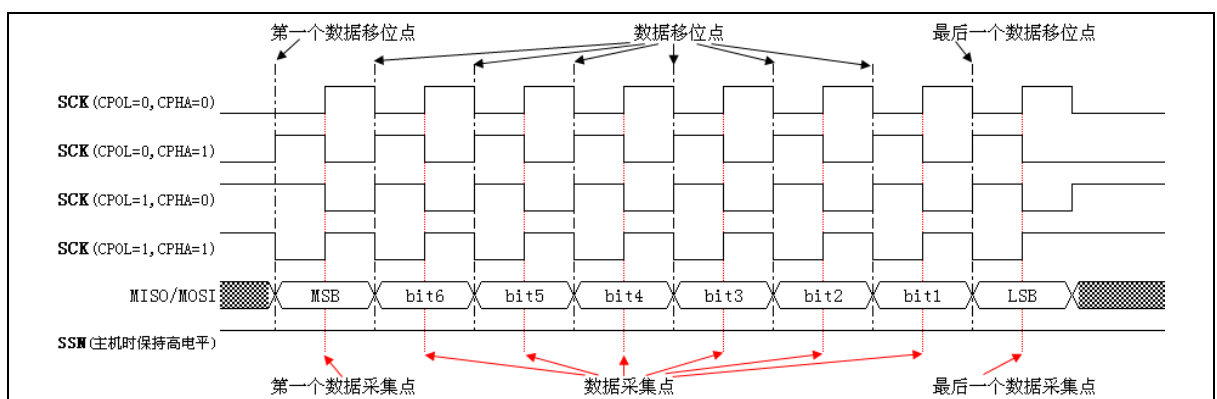 第一个数据移位点 数据移位点 最后一个数据移位点
SCK(CPOL=0,CPHA=0)
SCK(CPOL=0,CPHA=1)
SCK(CPOL=1,CPHA=0)
SCK(CPOL=1,CPHA=1)
MISO/MOSI MSB bit6 bit5 bit4 bit3 bit2 bit1 LSB
SSN(主机时保持高电平)
第一个数据采集点 数据采集点 最后一个数据采集点